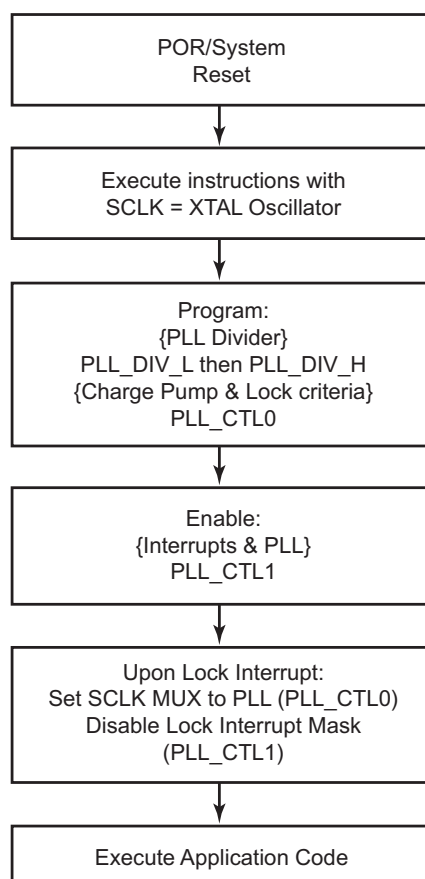 POR/System
Reset
Execute instructions with
SCLK = XTAL Oscillator
Program:
{PLL Divider}
PLL_DIV_L then PLL_DIV_H
{Charge Pump & Lock criteria}
PLL_CTL0
Enable:
{Interrupts & PLL}
PLL_CTL1
Upon Lock Interrupt:
Set SCLK MUX to PLL (PLL_CTL0)
Disable Lock Interrupt Mask
(PLL_CTL1)
Execute Application Code